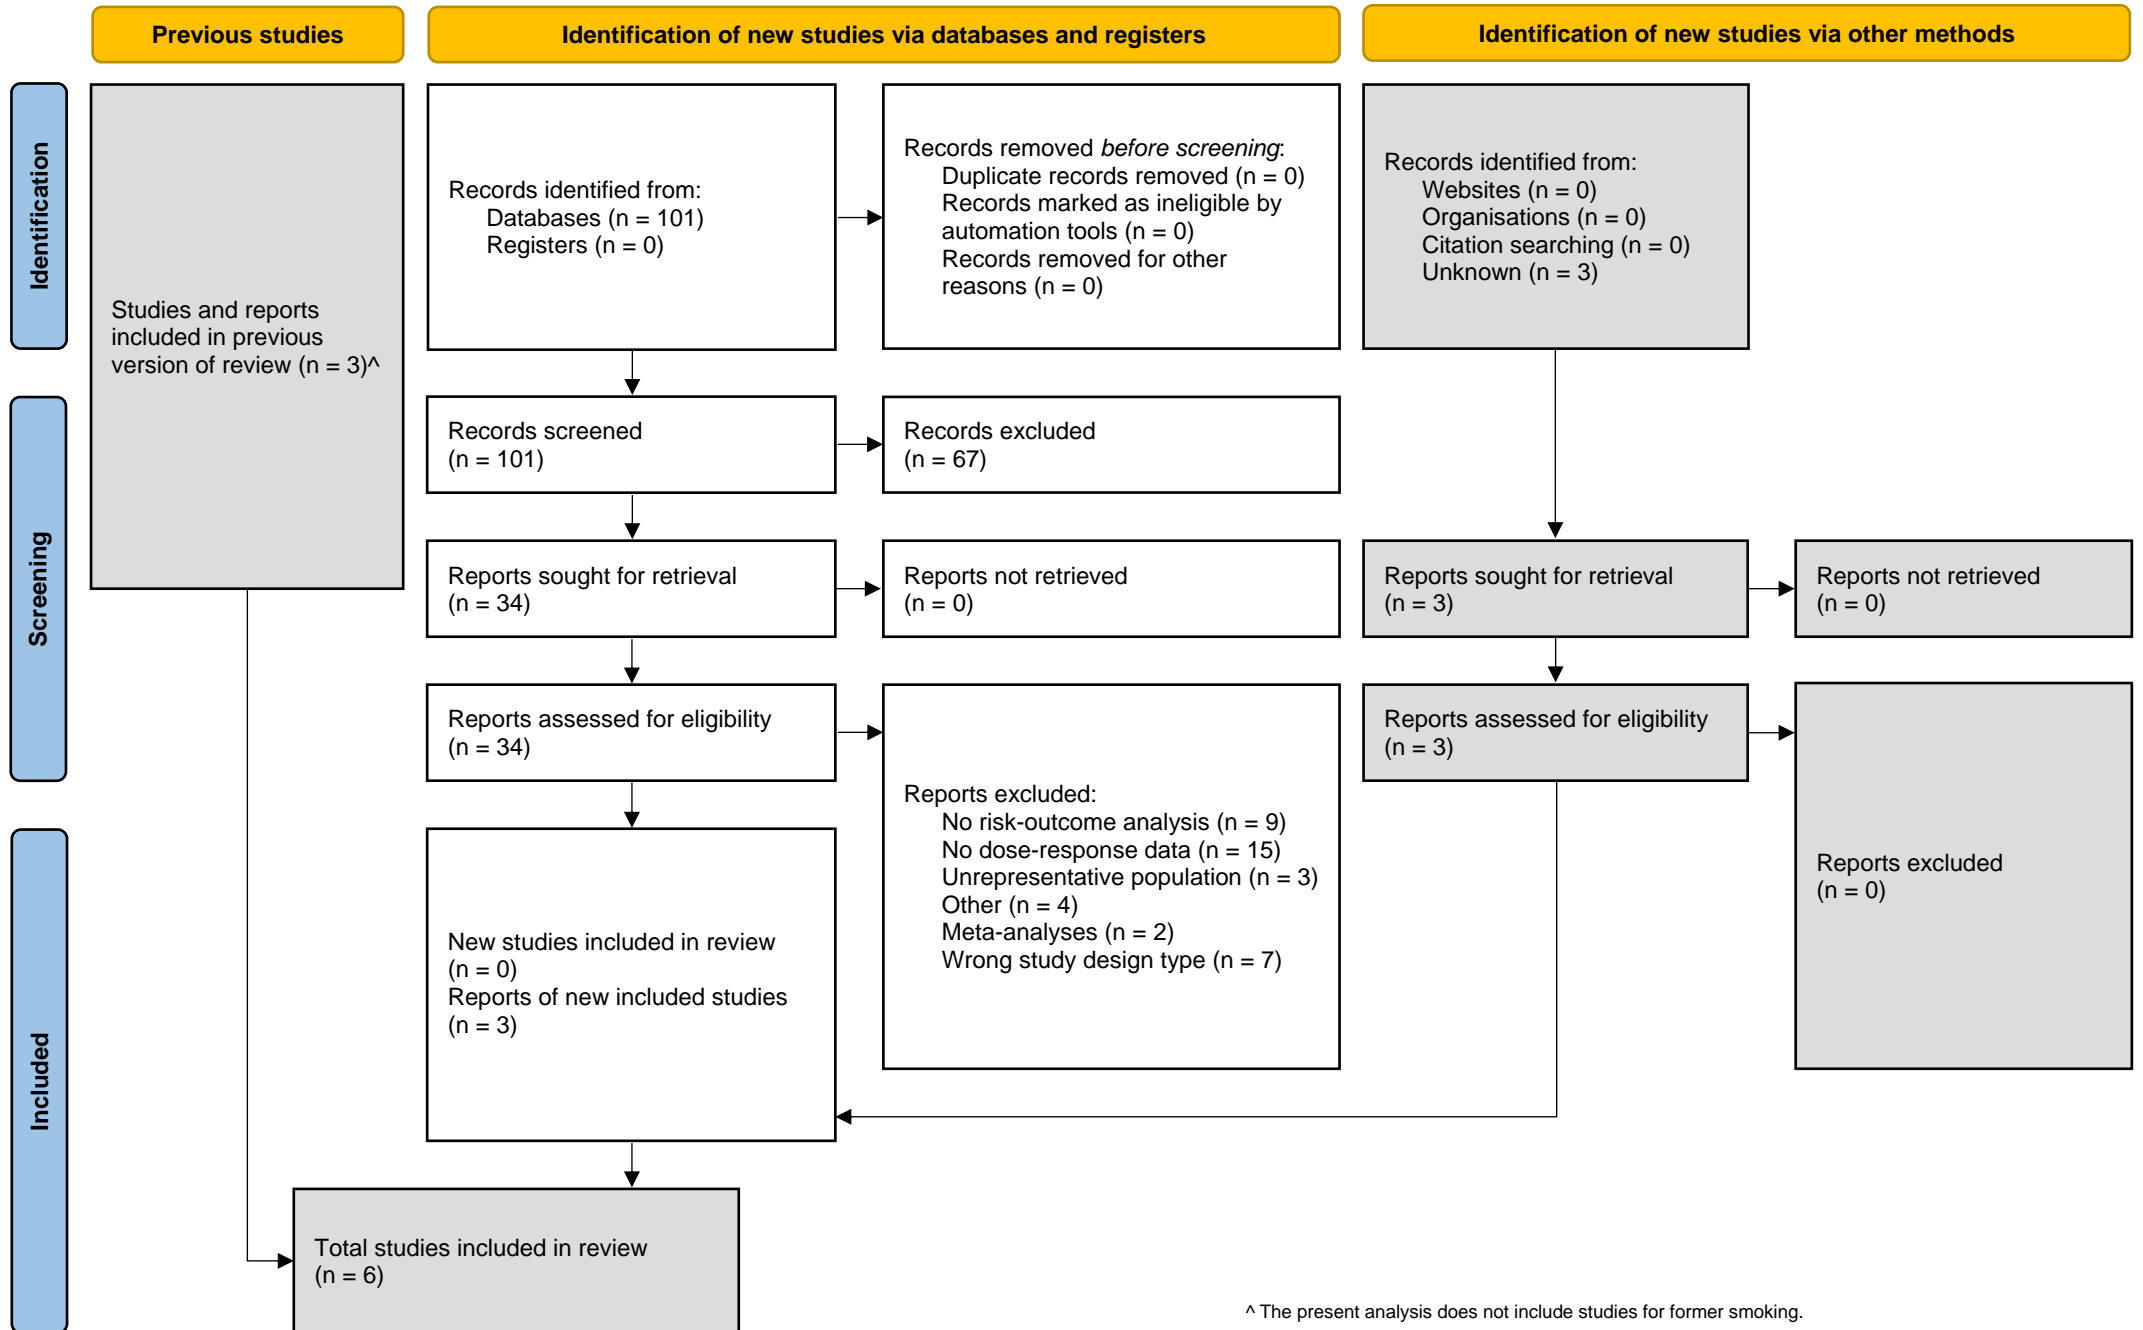 Previous studies
Identification of new studies via databases and registers
Identification of new studies via other methods
Identification
Studies and reports
included in previous
version of review (n = 3)^
Records identified from:
Databases (n = 101)
Registers (n = 0)
Records removed before screening:
Duplicate records removed (n = 0)
Records marked as ineligible by
automation tools (n = 0)
Records removed for other
reasons (n = 0)
Records identified from:
Websites (n = 0)
Organisations (n = 0)
Citation searching (n = 0)
Unknown (n = 3)
Screening
Records screened
(n = 101)
Records excluded
(n = 67)
Reports sought for retrieval
(n = 34)
Reports not retrieved
(n = 0)
Reports sought for retrieval
(n = 3)
Reports not retrieved
(n = 0)
Reports assessed for eligibility
(n = 34)
Reports excluded:
No risk-outcome analysis (n = 9)
No dose-response data (n = 15)
Unrepresentative population (n = 3)
Other (n = 4)
Meta-analyses (n = 2)
Wrong study design type (n = 7)
Reports assessed for eligibility
(n = 3)
Reports excluded
(n = 0)
Included
New studies included in review
(n = 0)
Reports of new included studies
(n = 3)
Total studies included in review
(n = 6)
^ The present analysis does not include studies for former smoking.